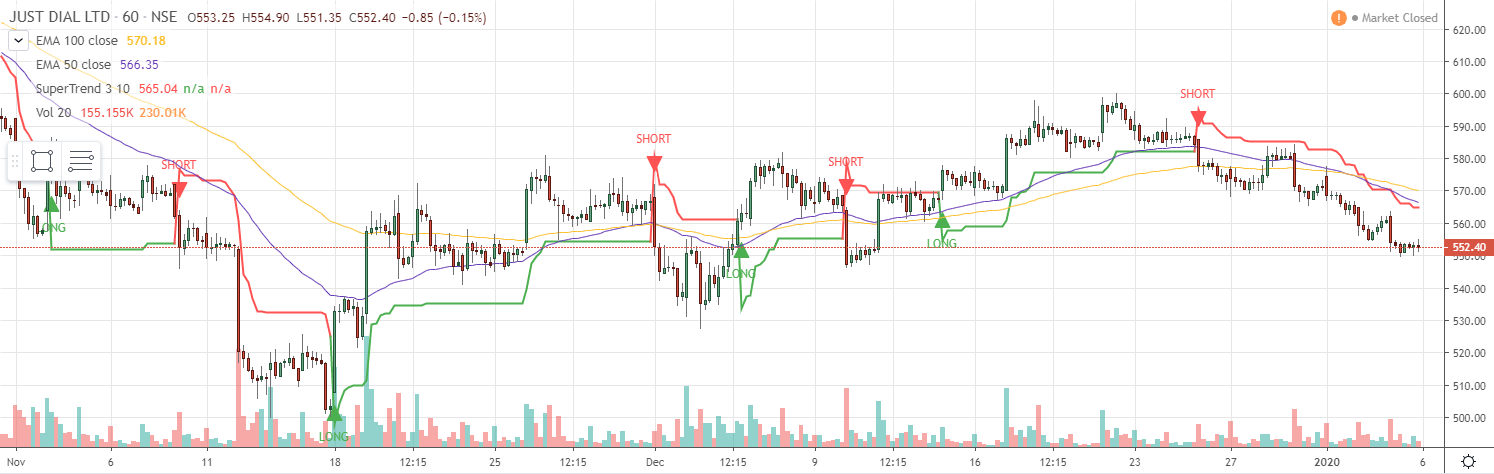 JUST DIAL LTD · 60 · NSE O553.25 H554.90 L551.35 C552.40 −0.85 (−0.15%)
! Market Closed
EMA 100 close 570.18
EMA 50 close 566.35
SuperTrend 3 10 565.04 n/a n/a
Vol 20 155.155K 230.01K
620.00
610.00
600.00
590.00
580.00
570.00
560.00
552.40
550.00
540.00
530.00
520.00
510.00
500.00
SHORT
SHORT
SHORT
SHORT
LONG
LONG
LONG
LONG
Nov 6 11 18 12:15 25 12:15 Dec 12:15 9 12:15 16 12:15 23 27 2020 6